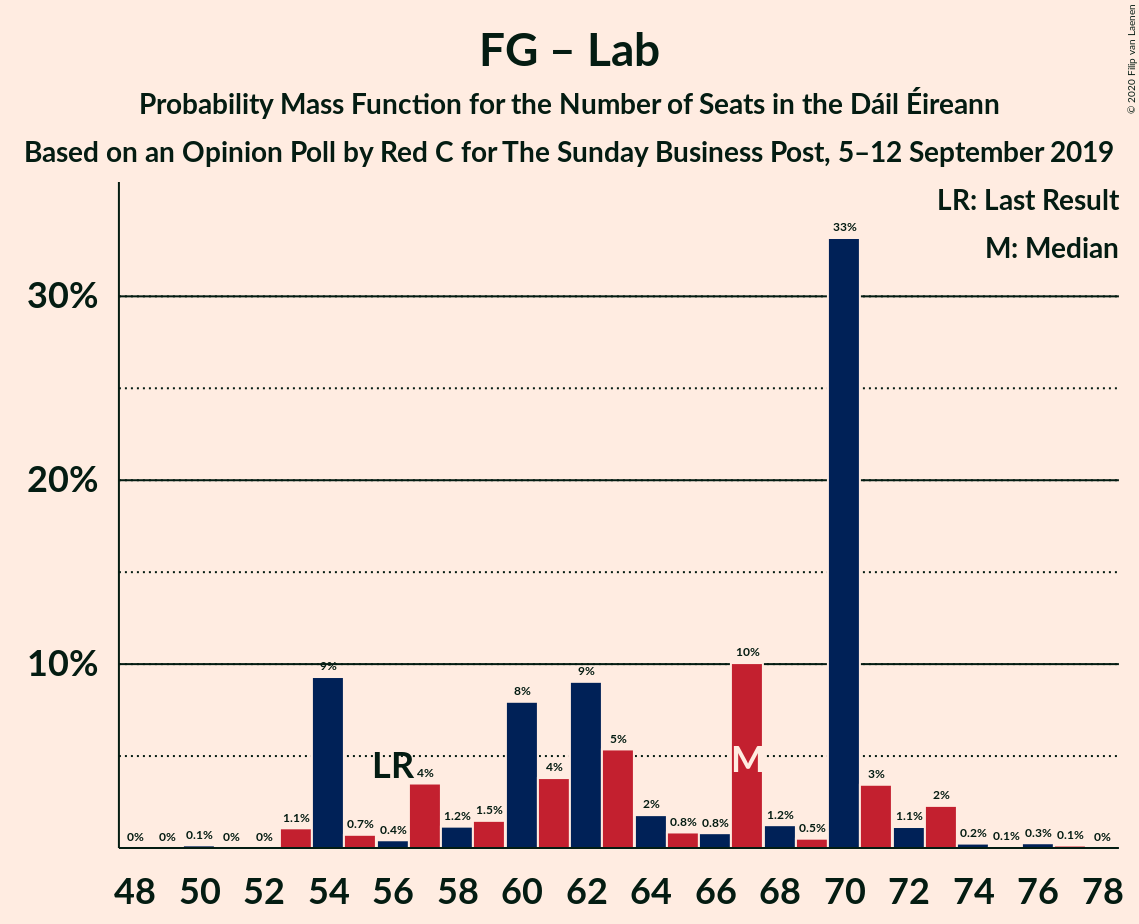 FG – Lab
Probability Mass Function for the Number of Seats in the Dáil Éireann
Based on an Opinion Poll by Red C for The Sunday Business Post, 5–12 September 2019
© 2020 Filip van Laenen
LR: Last Result
M: Median
30%
20%
10%
0% 0% 0.1% 0% 0% 1.1% 9% 0.7% 0.4% 4% 1.2% 1.5% 8% 4% 9% 5% 2% 0.8% 0.8% 10% 1.2% 0.5% 33% 3% 1.1% 2% 0.2% 0.1% 0.3% 0.1% 0%
LR M
48 50 52 54 56 58 60 62 64 66 68 70 72 74 76 78